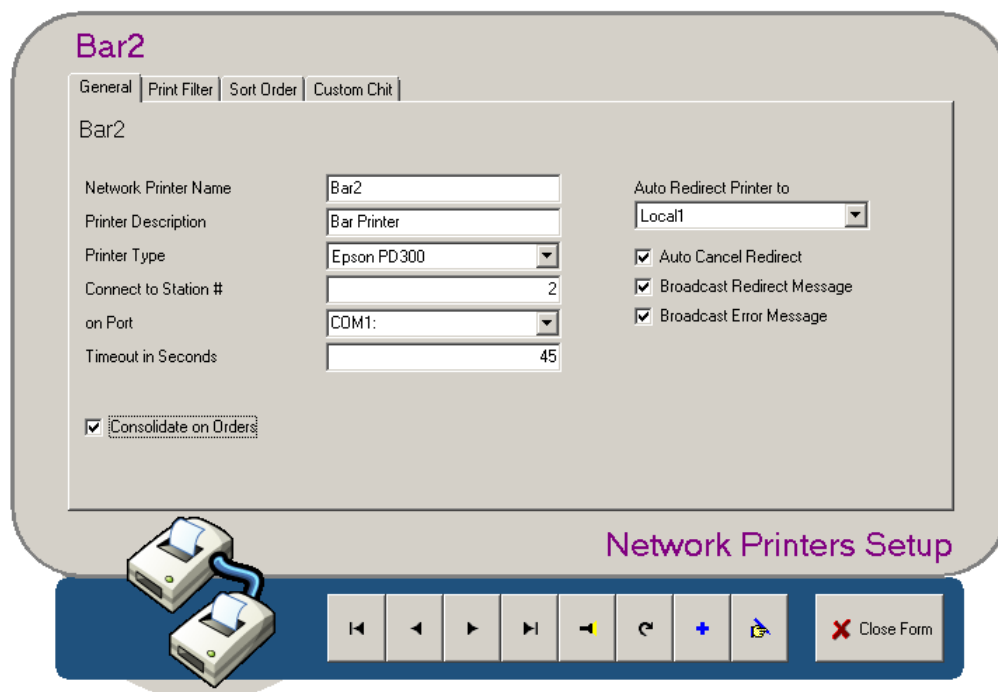 Bar2
General Print Filter Sort Order Custom Chit
Bar2
Network Printer Name Bar2
Printer Description Bar Printer
Printer Type Epson PD300
Connect to Station # 2
on Port COM1:
Timeout in Seconds 45
Consolidate on Orders
Auto Redirect Printer to
Local1
Auto Cancel Redirect
Broadcast Redirect Message
Broadcast Error Message
Network Printers Setup
Close Form